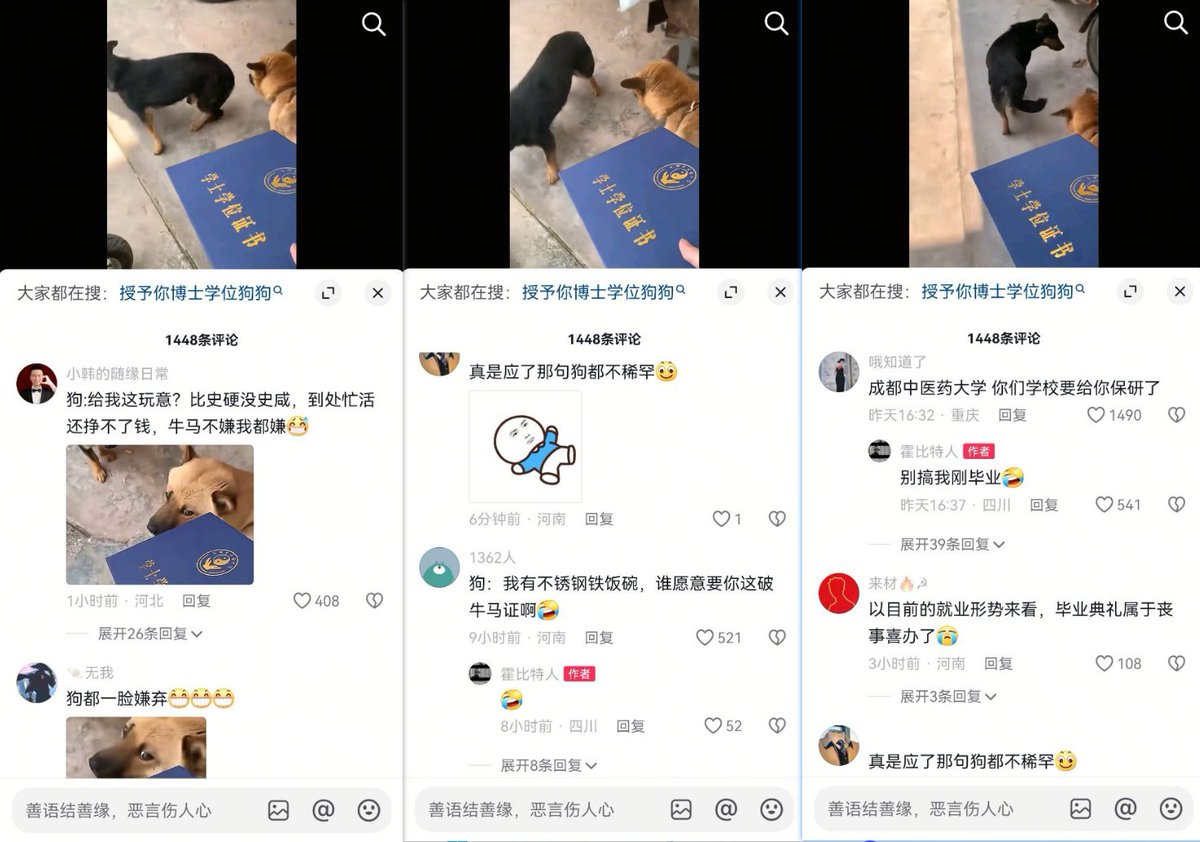 学士学位证书
大家都在搜：授予你博士学位狗狗
1448条评论
小韩的随缘日常
狗:给我这玩意？比史硬没史咸，到处忙活
还挣不了钱，牛马不嫌我都嫌😅
学士
1小时前 · 河北 回复
408
展开26条回复
🐚无我
狗都一脸嫌弃😁😁😁
善语结善缘，恶言伤人心
学士学位证书
大家都在搜：授予你博士学位狗狗
1448条评论
真是应了那句狗都不稀罕🙂
6分钟前 · 河南 回复
1
1362人
狗：我有不锈钢铁饭碗，谁愿意要你这破
牛马证啊🤣
9小时前 · 河南 回复
521
霍比特人 作者
🤣
8小时前 · 四川 回复
52
展开8条回复
善语结善缘，恶言伤人心
学士学位证书
大家都在搜：授予你博士学位狗狗
1448条评论
哦知道了
成都中医药大学 你们学校要给你保研了
昨天16:32 · 重庆 回复
1490
霍比特人 作者
别搞我刚毕业🤣
昨天16:37 · 四川 回复
541
展开39条回复
来材🔥☭
以目前的就业形势来看，毕业典礼属于丧
事喜办了😭
3小时前 · 河南 回复
108
展开3条回复
真是应了那句狗都不稀罕🙂
善语结善缘，恶言伤人心